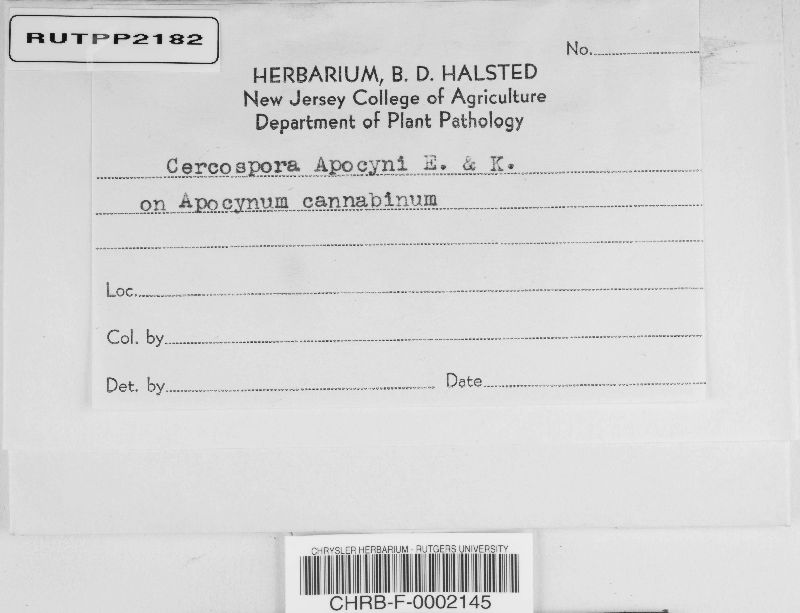 RUTPP2182
No.
HERBARIUM, B. D. HALSTED
New Jersey College of Agriculture
Department of Plant Pathology
Cercospora Apocyni E. & K.
on Apocynum cannabinum
Loc.
Col. by
Det. by Date
CHRYSLER HERBARIUM - RUTGERS UNIVERSITY
CHRB-F-0002145